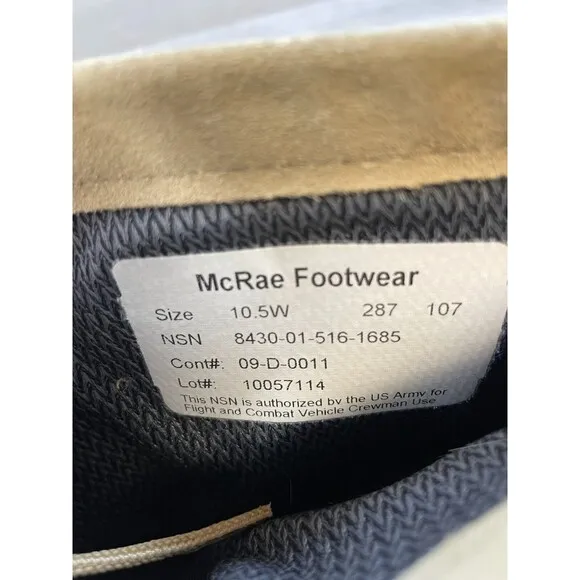 McRae Footwear
Size 10.5W 287 107
NSN 8430-01-516-1685
Cont#: 09-D-0011
Lot#: 10057114
This NSN is authorized by the US Army for
Flight and Combat Vehicle Crewman Use